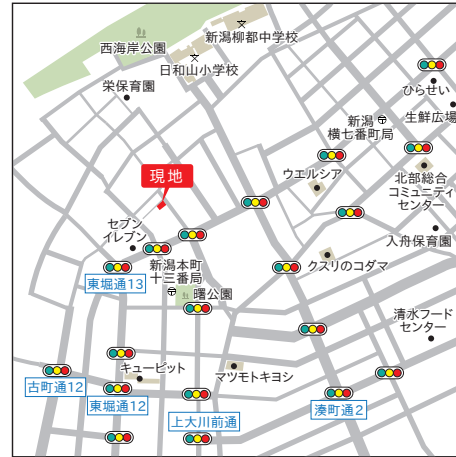 新潟柳都中学校
西海岸公園
日和山小学校
栄保育園
ひらせい
生鮮広場
新潟
横七番町局
現地
ウエルシア
北部総合
コミュニティ
センター
セブン
イレブン
入舟保育園
新潟本町
十三番局
クスリのコダマ
東堀通13
曙公園
清水フード
センター
キューピット
マツモトキヨシ
古町通12
東堀通12
上大川前通
湊町通2